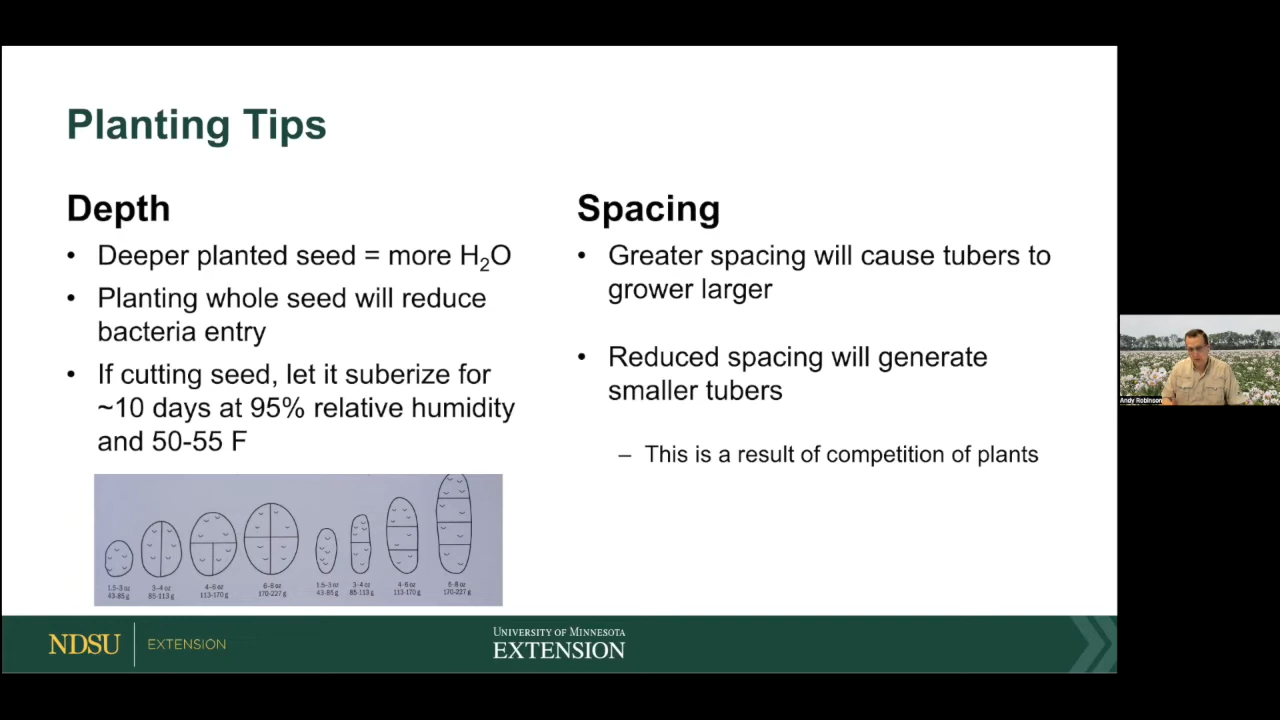 Planting Tips
Depth
• Deeper planted seed = more H₂O
• Planting whole seed will reduce
bacteria entry
• If cutting seed, let it suberize for
~10 days at 95% relative humidity
and 50-55 F
1.5–3 oz
43-85 g
3–4 oz
85-113 g
4–6 oz
113-170 g
6–8 oz
170-227 g
1.5–3 oz
43-85 g
3–4 oz
85-113 g
4–6 oz
113-170 g
6–8 oz
170-227 g
Spacing
• Greater spacing will cause tubers to
grower larger
• Reduced spacing will generate
smaller tubers
– This is a result of competition of plants
Andy Robinson
NDSU EXTENSION
UNIVERSITY OF MINNESOTA
EXTENSION